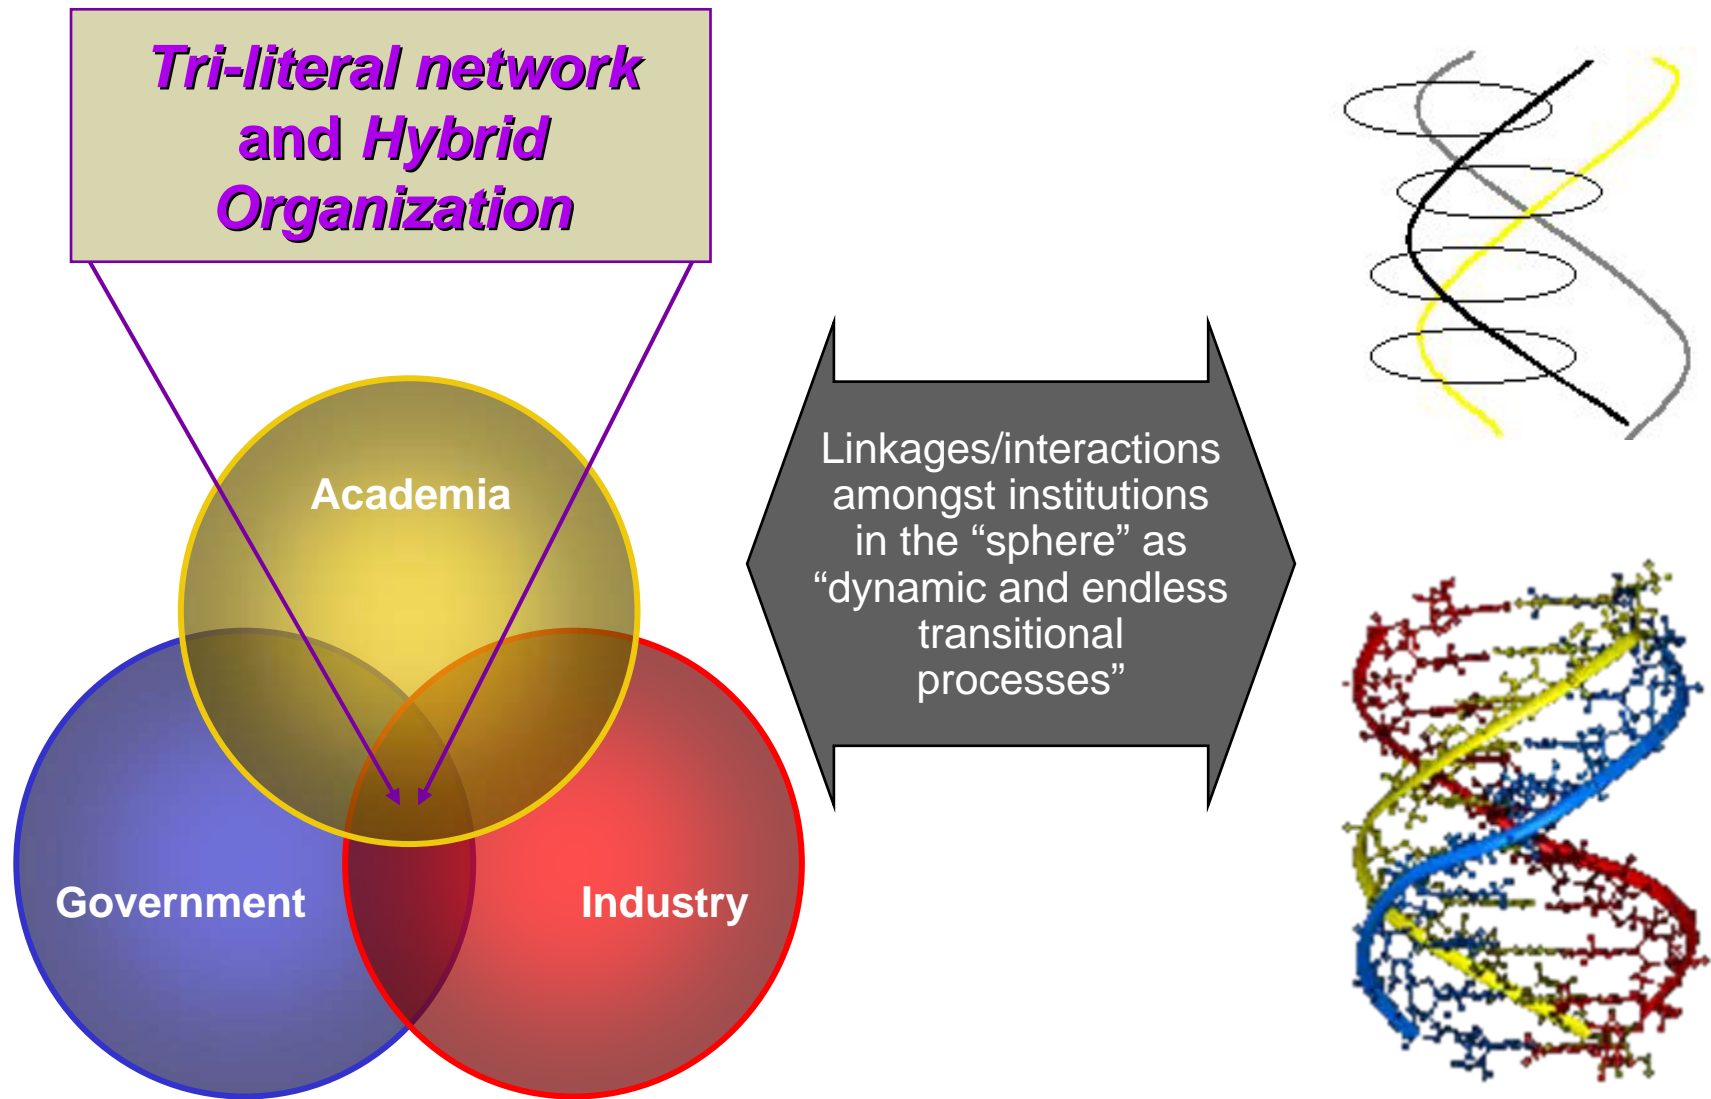 Tri-literal network
and Hybrid
Organization
Academia
Government
Industry
Linkages/interactions
amongst institutions
in the “sphere” as
“dynamic and endless
transitional
processes”